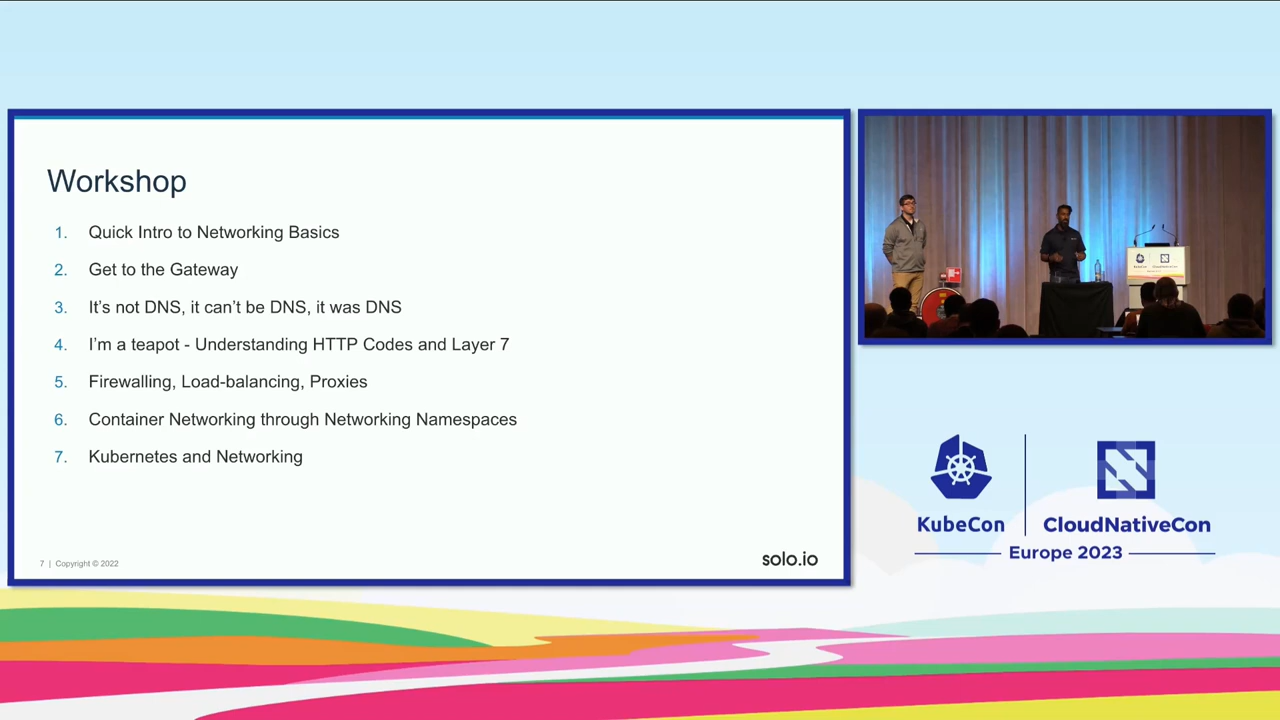 Workshop
1. Quick Intro to Networking Basics
2. Get to the Gateway
3. It's not DNS, it can't be DNS, it was DNS
4. I'm a teapot - Understanding HTTP Codes and Layer 7
5. Firewalling, Load-balancing, Proxies
6. Container Networking through Networking Namespaces
7. Kubernetes and Networking
7 | Copyright © 2022
solo.io
KubeCon
CloudNativeCon
Europe 2023